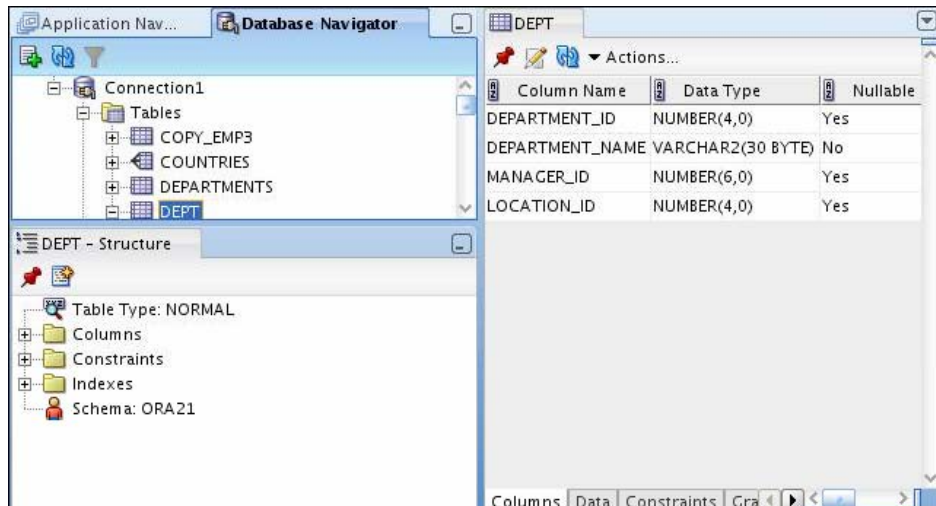 Application Nav...
Database Navigator
Connection1
Tables
COPY_EMP3
COUNTRIES
DEPARTMENTS
DEPT
DEPT - Structure
Table Type: NORMAL
Columns
Constraints
Indexes
Schema: ORA21
DEPT
Actions...
Column Name Data Type Nullable
DEPARTMENT_ID NUMBER(4,0) Yes
DEPARTMENT_NAME VARCHAR2(30 BYTE) No
MANAGER_ID NUMBER(6,0) Yes
LOCATION_ID NUMBER(4,0) Yes
Columns Data Constraints Gra